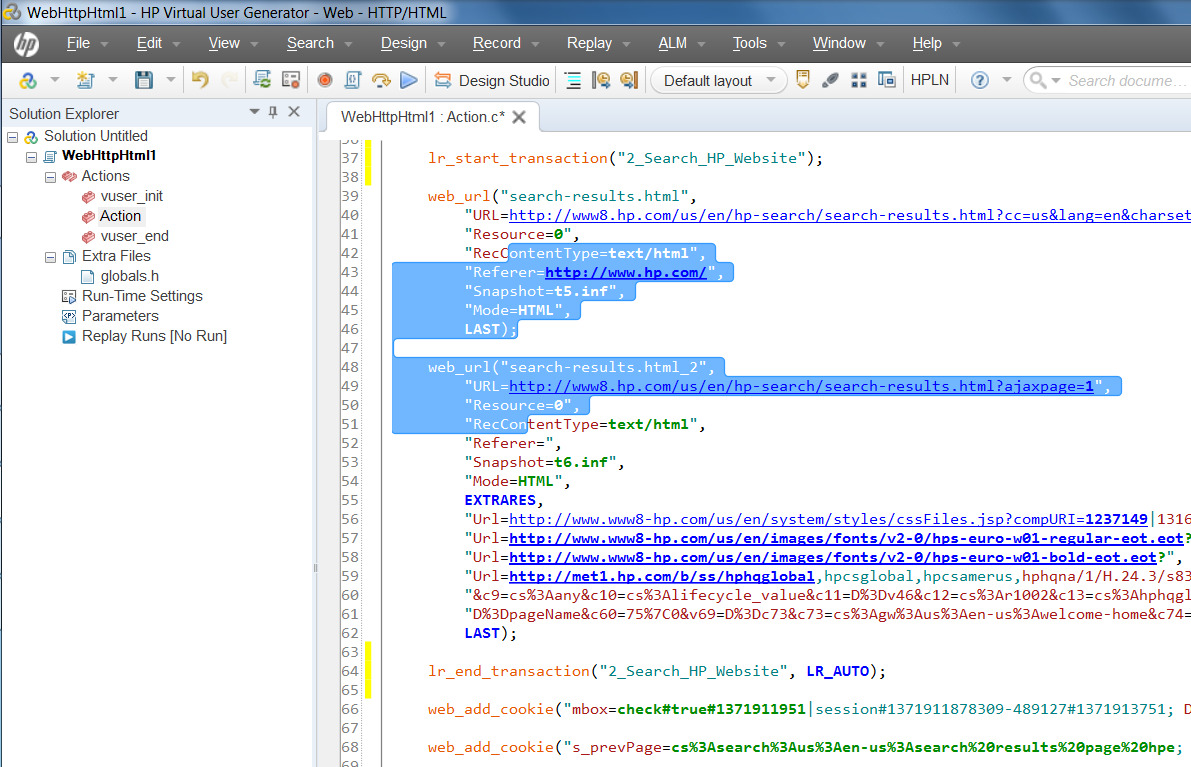 WebHttpHtml1 - HP Virtual User Generator - Web - HTTP/HTML
hp File Edit View Search Design Record Replay ALM Tools Window Help
Design Studio Default layout HPLN Search docume...
Solution Explorer
Solution Untitled
WebHttpHtml1
Actions
vuser_init
Action
vuser_end
Extra Files
globals.h
Run-Time Settings
Parameters
Replay Runs [No Run]
WebHttpHtml1 : Action.c*
36
37 lr_start_transaction("2_Search_HP_Website");
38
39 web_url("search-results.html",
40 "URL=http://www8.hp.com/us/en/hp-search/search-results.html?cc=us&lang=en&charset
41 "Resource=0",
42 "RecContentType=text/html",
43 "Referer=http://www.hp.com/",
44 "Snapshot=t5.inf",
45 "Mode=HTML",
46 LAST);
47
48 web_url("search-results.html_2",
49 "URL=http://www8.hp.com/us/en/hp-search/search-results.html?ajaxpage=1",
50 "Resource=0",
51 "RecContentType=text/html",
52 "Referer=",
53 "Snapshot=t6.inf",
54 "Mode=HTML",
55 EXTRARES,
56 "Url=http://www.www8-hp.com/us/en/system/styles/cssFiles.jsp?compURI=1237149|1316
57 "Url=http://www.www8-hp.com/us/en/images/fonts/v2-0/hps-euro-w01-regular-eot.eot?
58 "Url=http://www.www8-hp.com/us/en/images/fonts/v2-0/hps-euro-w01-bold-eot.eot?",
59 "Url=http://met1.hp.com/b/ss/hphqglobal,hpcsglobal,hpcsamerus,hphqna/1/H.24.3/s83
60 "&c9=cs%3Aany&c10=cs%3Alifecycle_value&c11=D%3Dv46&c12=cs%3Ar1002&c13=cs%3Ahphqgl
61 "D%3DpageName&c60=75%7C0&v69=D%3Dc73&c73=cs%3Agw%3Aus%3Aen-us%3Awelcome-home&c74=
62 LAST);
63
64 lr_end_transaction("2_Search_HP_Website", LR_AUTO);
65
66 web_add_cookie("mbox=check#true#1371911951|session#1371911878309-489127#1371913751; D
67
68 web_add_cookie("s_prevPage=cs%3Asearch%3Aus%3Aen-us%3Asearch%20results%20page%20hpe;
69